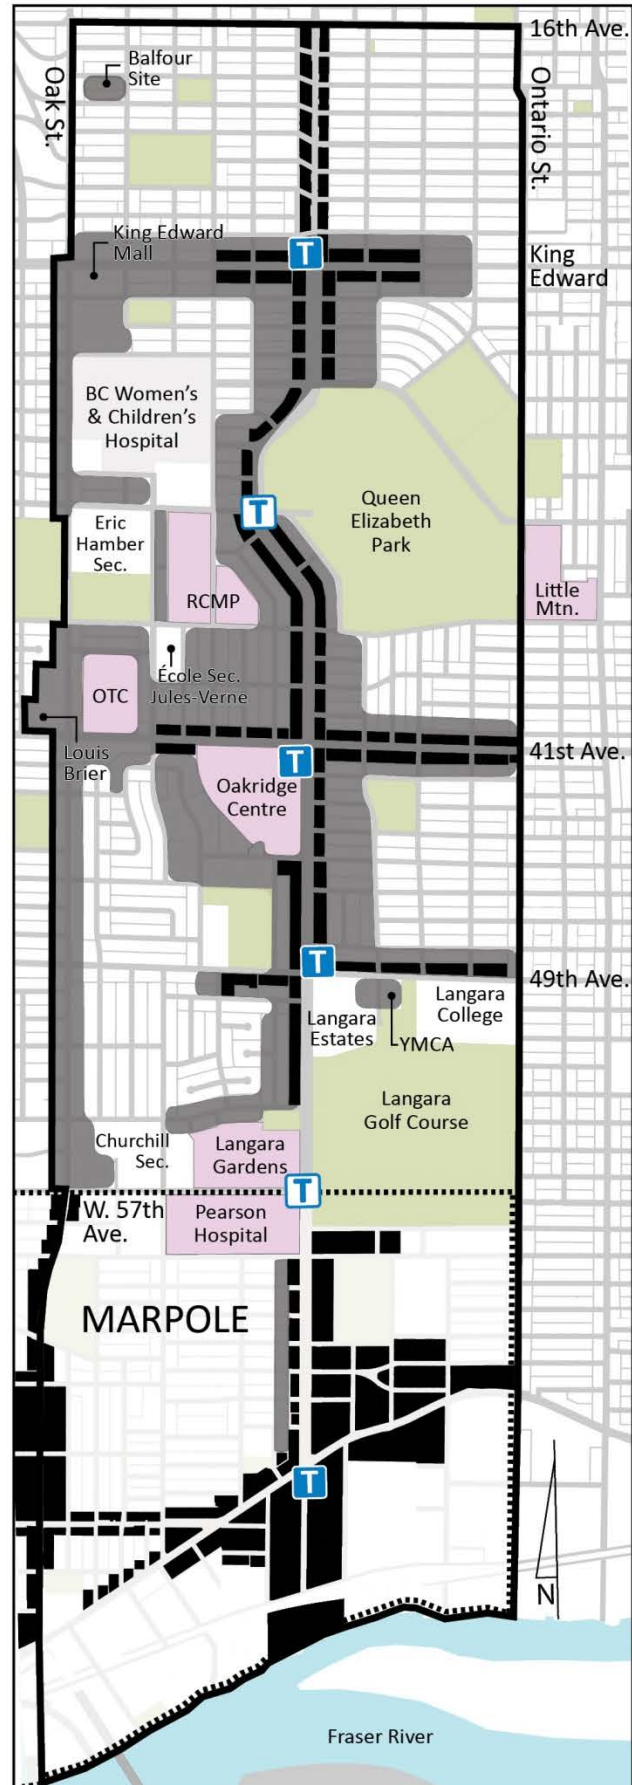 16th Ave.
Balfour
Site
Oak St.
Ontario St.
King Edward
Mall
T
King
Edward
BC Women's
& Children's
Hospital
Queen
Elizabeth
Park
T
Eric
Hamber
Sec.
RCMP
Little
Mtn.
École Sec.
Jules-Verne
OTC
Louis
Brier
T
41st Ave.
Oakridge
Centre
T
49th Ave.
Langara
Estates
YMCA
Langara
College
Langara
Golf Course
Churchill
Sec.
Langara
Gardens
T
W. 57th
Ave.
Pearson
Hospital
MARPOLE
T
N
Fraser River